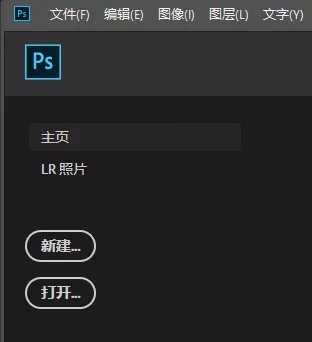 Ps 文件(F) 编辑(E) 图像(I) 图层(L) 文字(Y)
Ps
主页
LR 照片
新建...
打开...